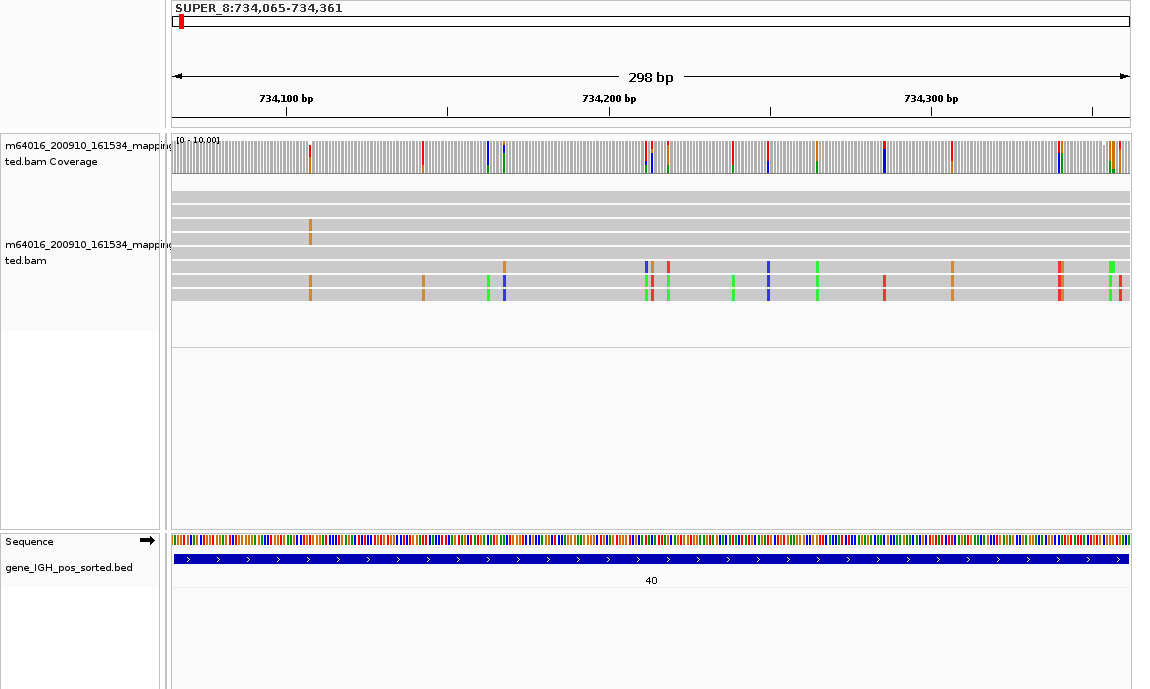 SUPER_8:734,065-734,361
298 bp
734,100 bp 734,200 bp 734,300 bp
m64016_200910_161534_mapping
ted.bam Coverage
[0 - 10.00]
m64016_200910_161534_mapping
ted.bam
Sequence
gene_IGH_pos_sorted.bed
40